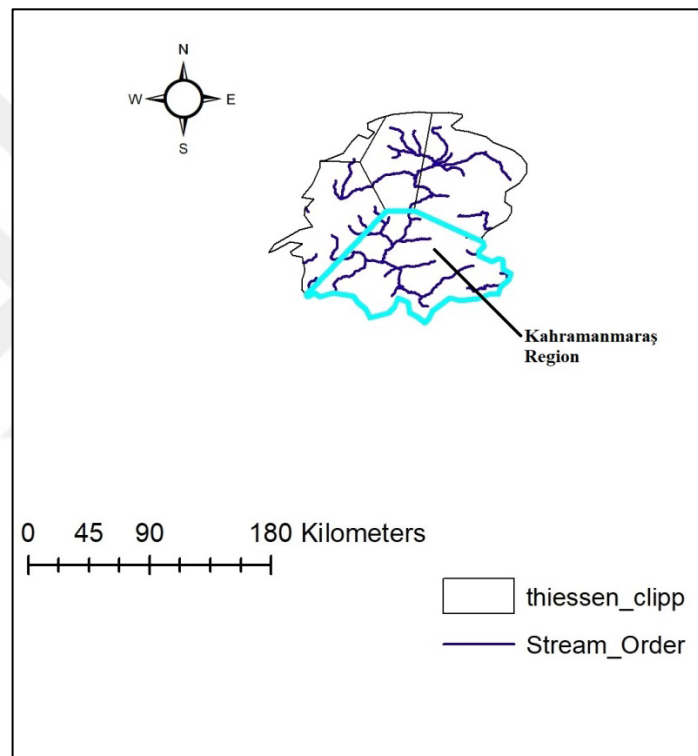 N
W E
S
Kahramanmaraş
Region
0 45 90 180 Kilometers
thiessen_clipp
Stream_Order